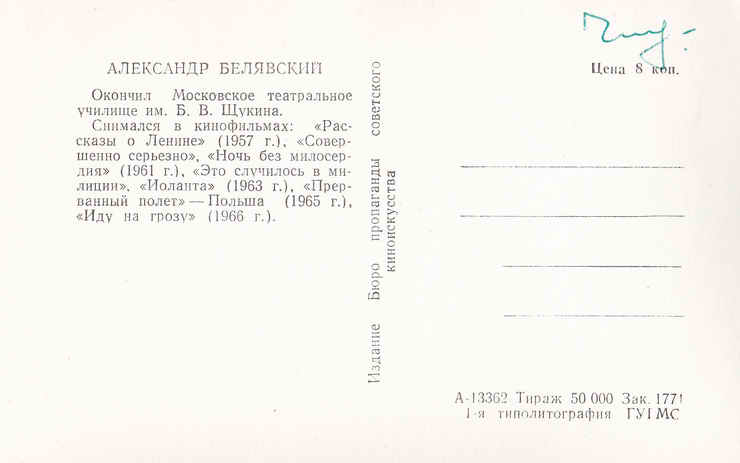 АЛЕКСАНДР БЕЛЯВСКИЙ
Окончил Московское театральное
училище им. Б. В. Щукина.
Снимался в кинофильмах: «Рас-
сказы о Ленине» (1957 г.), «Совер-
шенно серьезно», «Ночь без милосер-
дия» (1961 г.), «Это случилось в ми-
лиции», «Иоланта» (1963 г.), «Прер-
ванный полет» — Польша (1965 г.),
«Иду на грозу» (1966 г.).
Издание Бюро пропаганды советского
киноискусства
Цена 8 коп.
А-13362 Тираж 50 000 Зак. 1771
1-я типолитография ГУГМС